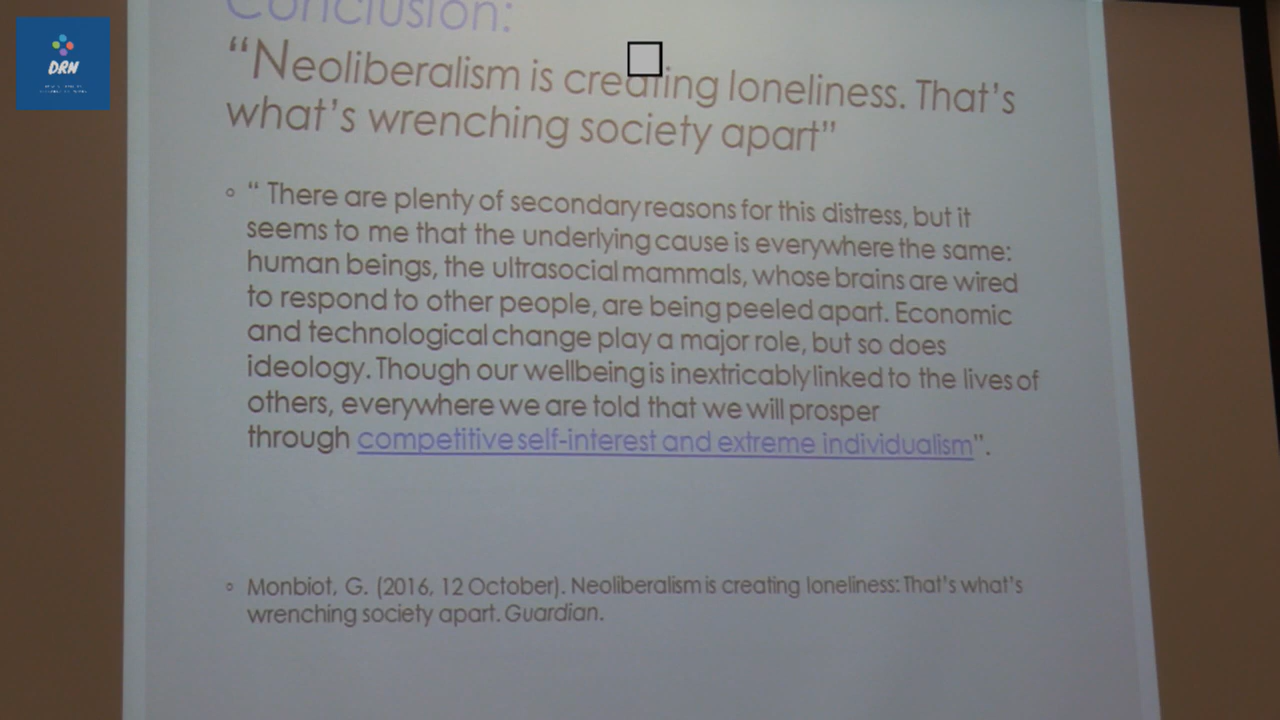 DRN
Conclusion:
“Neoliberalism is creating loneliness. That’s
what’s wrenching society apart”
“ There are plenty of secondary reasons for this distress, but it
seems to me that the underlying cause is everywhere the same:
human beings, the ultrasocial mammals, whose brains are wired
to respond to other people, are being peeled apart. Economic
and technological change play a major role, but so does
ideology. Though our wellbeing is inextricably linked to the lives of
others, everywhere we are told that we will prosper
through competitive self-interest and extreme individualism”.
Monbiot, G. (2016, 12 October). Neoliberalism is creating loneliness: That’s what’s
wrenching society apart. Guardian.